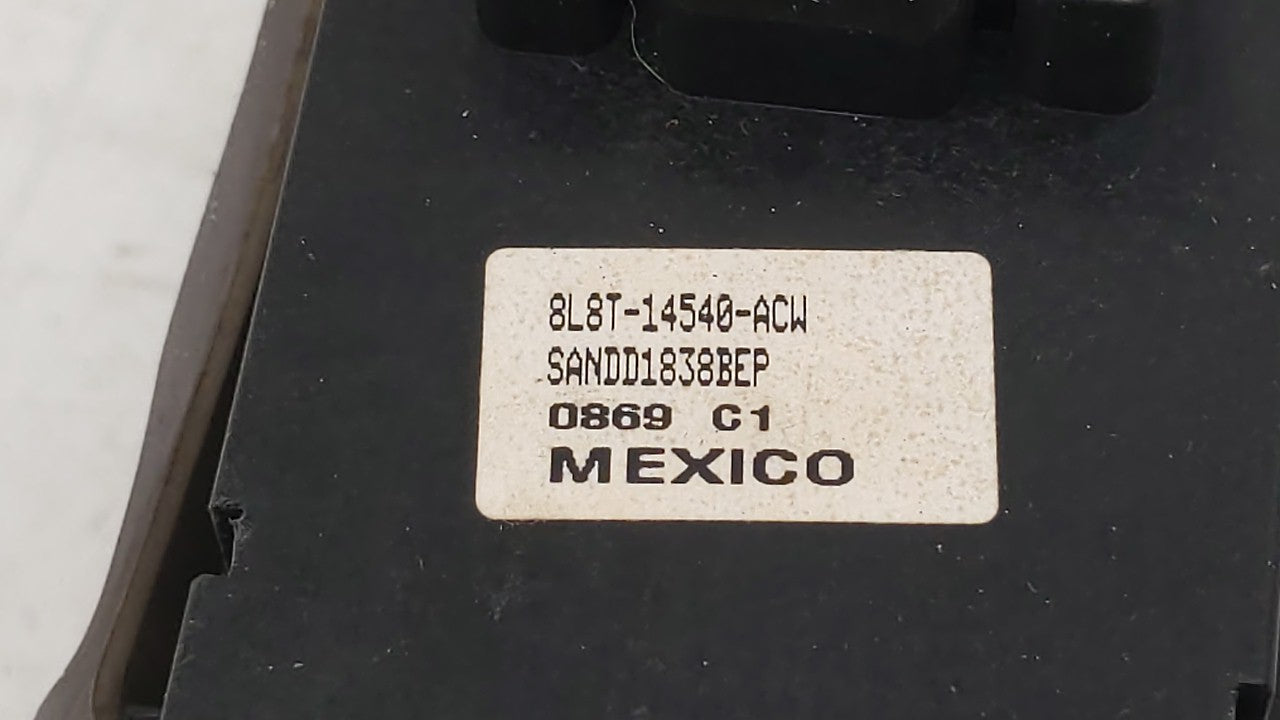 8L8T-14540-ACW
SANDD1838BEP
0869 C1
MEXICO